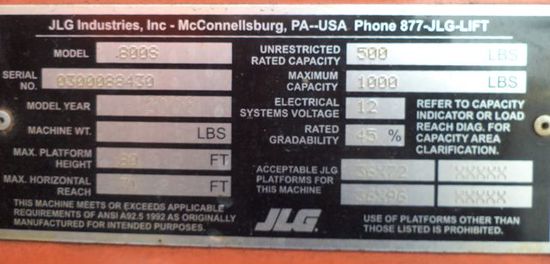 JLG Industries, Inc - McConnellsburg, PA--USA Phone 877-JLG-LIFT
MODEL 800S
SERIAL NO. 0300088430
MODEL YEAR
MACHINE WT. LBS
MAX. PLATFORM HEIGHT 80 FT
MAX. HORIZONTAL REACH FT
THIS MACHINE MEETS OR EXCEEDS APPLICABLE
REQUIREMENTS OF ANSI A92.5 1992 AS ORIGINALLY
MANUFACTURED FOR INTENDED PURPOSES.
UNRESTRICTED RATED CAPACITY 500 LBS
MAXIMUM CAPACITY 1000 LBS
ELECTRICAL SYSTEMS VOLTAGE 12
RATED GRADABILITY 45 %
REFER TO CAPACITY
INDICATOR OR LOAD
REACH DIAG. FOR
CAPACITY AREA
CLARIFICATION.
ACCEPTABLE JLG
PLATFORMS FOR
THIS MACHINE
36X72 XXXXX
36X96 XXXXX
JLG
USE OF PLATFORMS OTHER THAN
THOSE LISTED IS PROHIBITED.